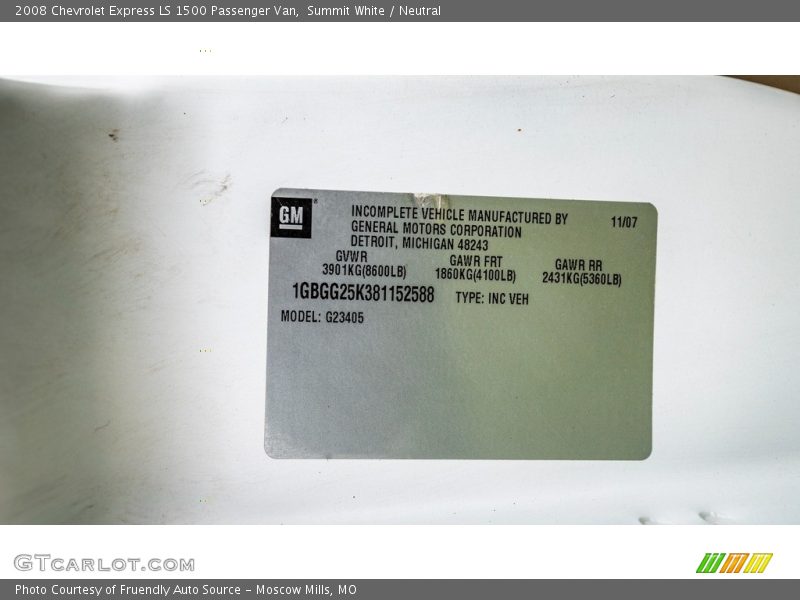 2008 Chevrolet Express LS 1500 Passenger Van,  Summit White / Neutral
GM
INCOMPLETE VEHICLE MANUFACTURED BY 11/07
GENERAL MOTORS CORPORATION
DETROIT, MICHIGAN 48243
GVWR GAWR FRT GAWR RR
3901KG(8600LB) 1860KG(4100LB) 2431KG(5360LB)
1GBGG25K381152588 TYPE: INC VEH
MODEL: G23405
GTCARLOT.COM
Photo Courtesy of Fruendly Auto Source - Moscow Mills, MO